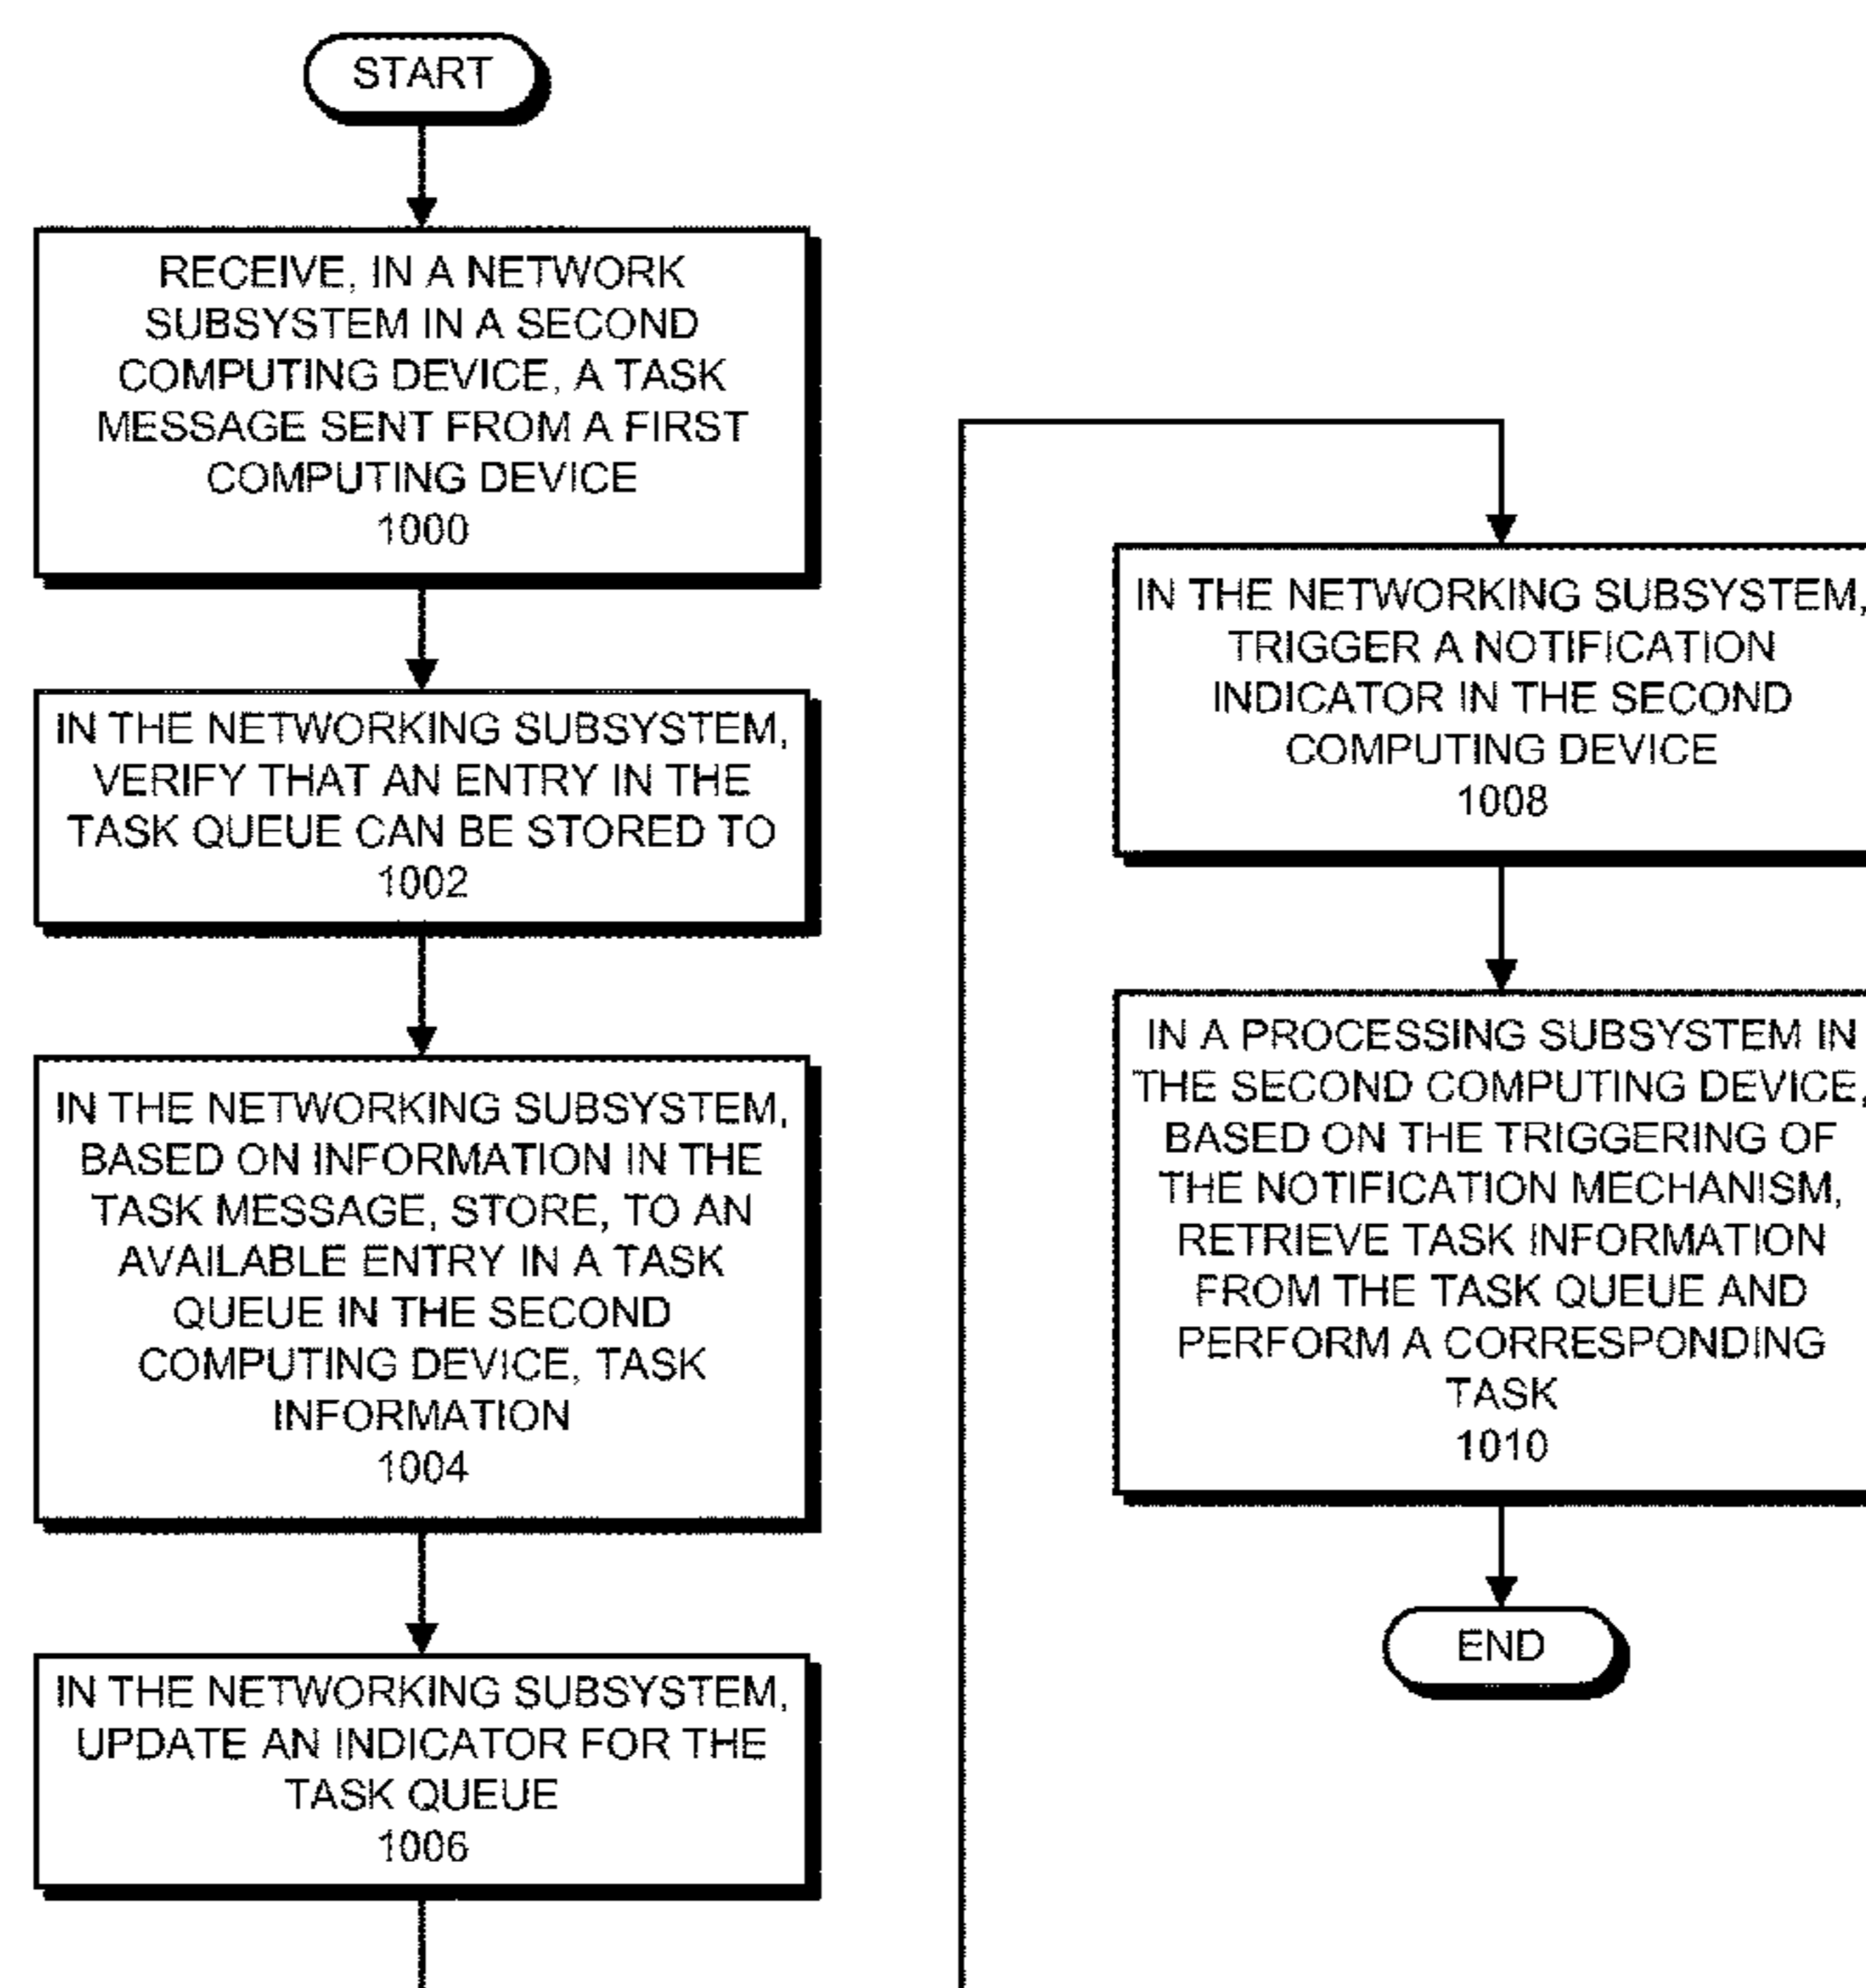 START
RECEIVE, IN A NETWORK
SUBSYSTEM IN A SECOND
COMPUTING DEVICE, A TASK
MESSAGE SENT FROM A FIRST
COMPUTING DEVICE
1000
IN THE NETWORKING SUBSYSTEM,
VERIFY THAT AN ENTRY IN THE
TASK QUEUE CAN BE STORED TO
1002
IN THE NETWORKING SUBSYSTEM,
BASED ON INFORMATION IN THE
TASK MESSAGE, STORE, TO AN
AVAILABLE ENTRY IN A TASK
QUEUE IN THE SECOND
COMPUTING DEVICE, TASK
INFORMATION
1004
IN THE NETWORKING SUBSYSTEM,
UPDATE AN INDICATOR FOR THE
TASK QUEUE
1006
IN THE NETWORKING SUBSYSTEM,
TRIGGER A NOTIFICATION
INDICATOR IN THE SECOND
COMPUTING DEVICE
1008
IN A PROCESSING SUBSYSTEM IN
THE SECOND COMPUTING DEVICE,
BASED ON THE TRIGGERING OF
THE NOTIFICATION MECHANISM,
RETRIEVE TASK INFORMATION
FROM THE TASK QUEUE AND
PERFORM A CORRESPONDING
TASK
1010
END